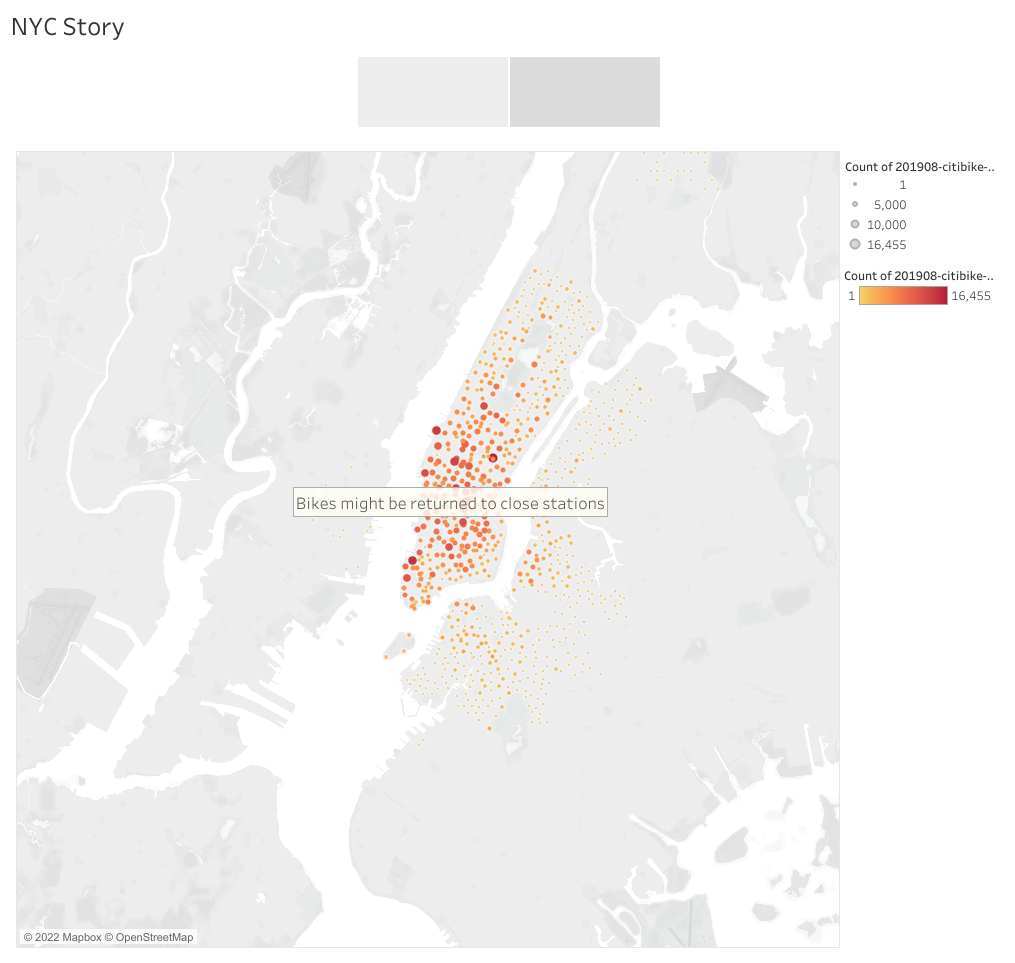 NYC Story
Count of 201908-citibike-..
1
5,000
10,000
16,455
Count of 201908-citibike-..
1 16,455
Bikes might be returned to close stations
© 2022 Mapbox © OpenStreetMap